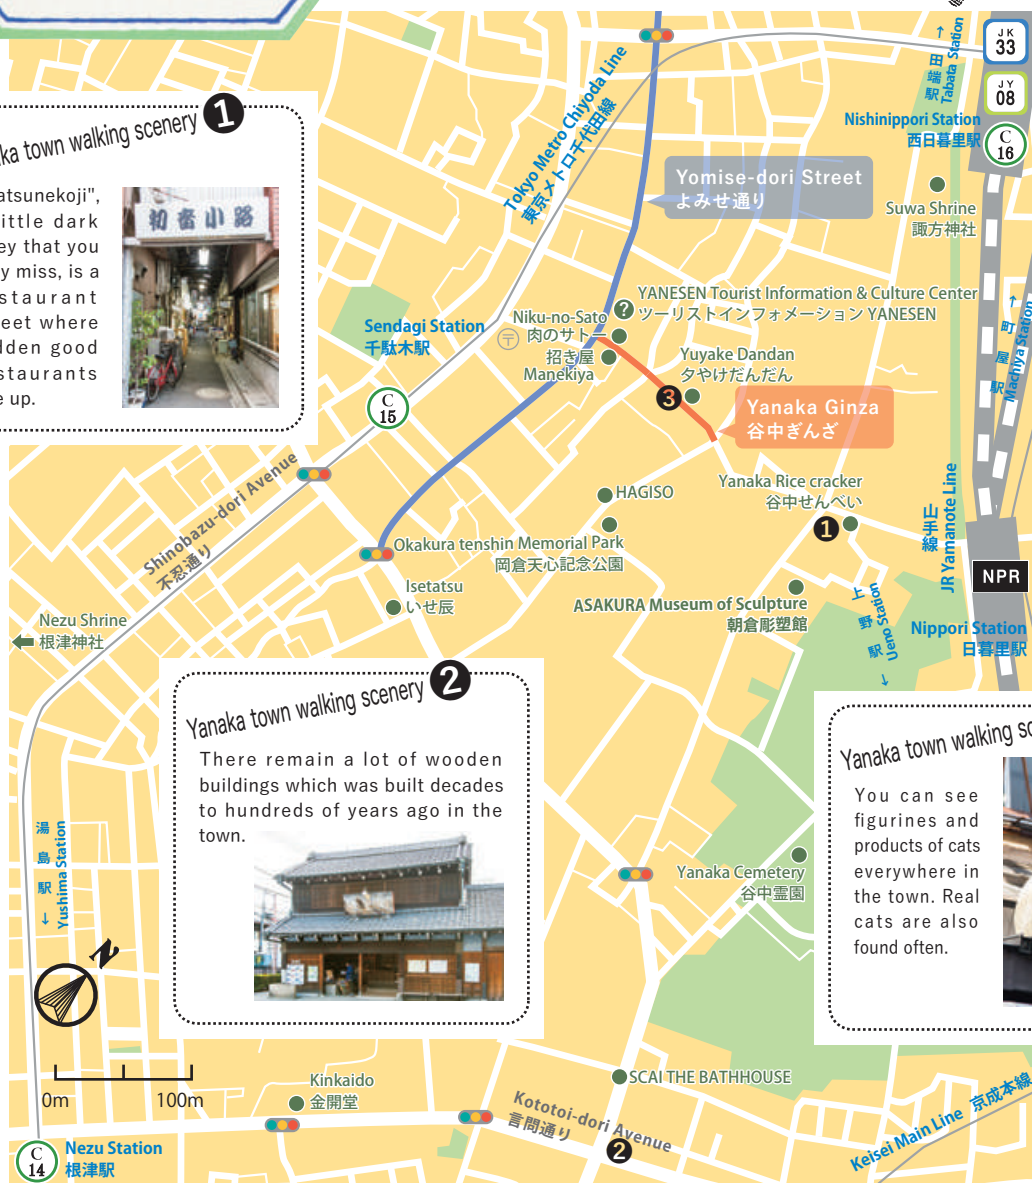 JK
33
JY
08
C
16
↑
田端駅
Tabata Station
Nishinippori Station
西日暮里駅
Tokyo Metro Chiyoda Line
東京メトロ千代田線
Yomise-dori Street
よみせ通り
Suwa Shrine
諏方神社
town walking scenery 1
little dark
that you
miss, is a
where
good
up.
初音小路
Sendagi Station
千駄木駅
C
15
〒
?
YANESEN Tourist Information & Culture Center
ツーリストインフォメーション YANESEN
Niku-no-Sato
肉のサトー
招き屋
Manekiya
Yuyake Dandan
夕やけだんだん
3
Yanaka Ginza
谷中ぎんざ
↑
町屋駅
Machiya Station
HAGISO
Yanaka Rice cracker
谷中せんべい
1
Okakura tenshin Memorial Park
岡倉天心記念公園
Shinobazu-dori Avenue
不忍通り
Isetatsu
いせ辰
ASAKURA Museum of Sculpture
朝倉彫塑館
山手線
JR Yamanote Line
NPR
Nippori Station
日暮里駅
上野駅
Ueno Station
↓
Nezu Shrine
根津神社
Yanaka town walking scenery 2
There remain a lot of wooden
buildings which was built decades
to hundreds of years ago in the
town.
Yanaka town walking
You can see
figurines and
products of cats
everywhere in
the town. Real
cats are also
found often.
湯島駅
Yushima Station
↓
Yanaka Cemetery
谷中霊園
N
0m 100m
Kinkaido
金開堂
SCAI THE BATHHOUSE
Kototoi-dori Avenue
言問通り
2
Keisei Main Line 京成本線
C
14
Nezu Station
根津駅